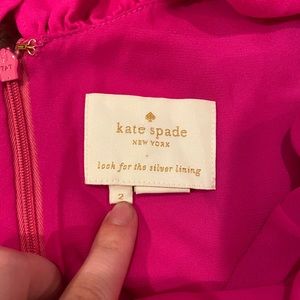 kate spade
NEW YORK
look for the silver lining
2